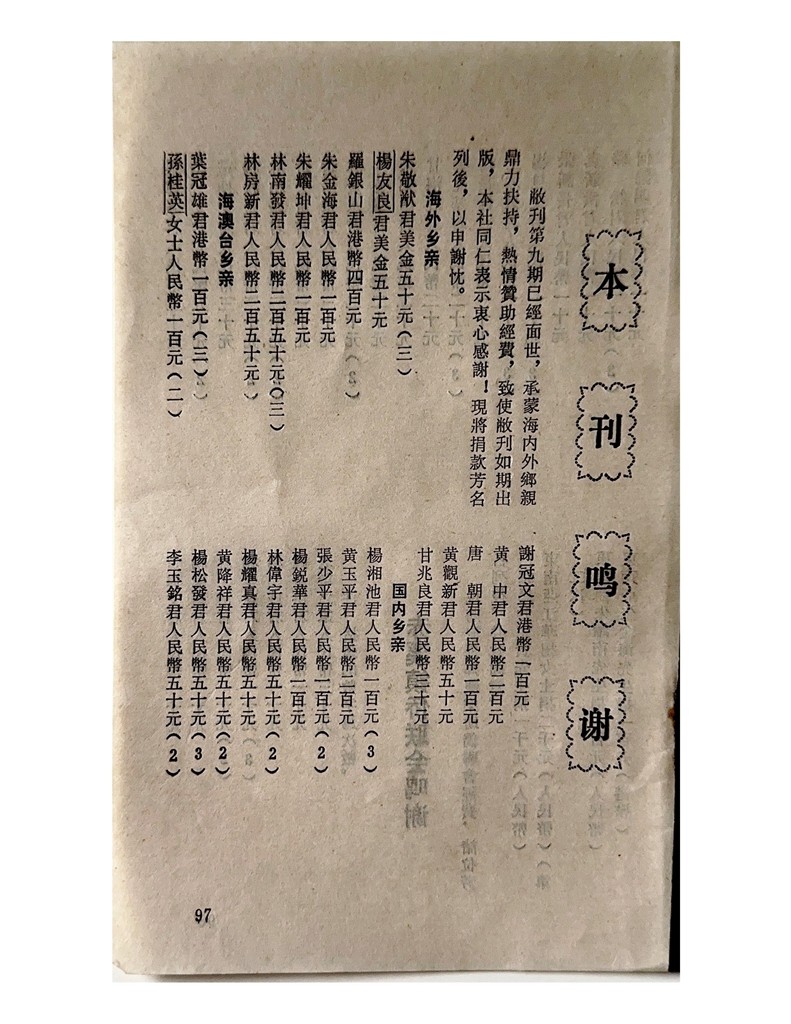 本刊鸣谢
敝刊第九期已經面世，承蒙海内外鄉親
鼎力扶持，熱情贊助經費，致使敝刊如期出
版，本社同仁表示衷心感謝！現將捐款芳名
列後，以申謝忱。
海外乡亲
朱敬猷君美金五十元（三）
楊友良君美金五十元
羅銀山君港幣四百元
朱金海君人民幣一百元
朱耀坤君人民幣一百元
林南發君人民幣二百五十元（三）
林房新君人民幣二百五十元
海澳台乡亲
葉冠雄君港幣一百元（三）
孫桂英女士人民幣一百元（二）
謝冠文君港幣一百元
黄　中君人民幣二百元
唐　朝君人民幣一百元
黄觀新君人民幣五十元
甘兆良君人民幣三十元
国内乡亲
楊湘池君人民幣一百元（3）
黄玉平君人民幣二百元
張少平君人民幣一百元（2）
楊鋭華君人民幣一百元
林偉宇君人民幣五十元（2）
楊耀真君人民幣五十元
黄降祥君人民幣五十元（2）
楊松發君人民幣五十元（3）
李玉銘君人民幣五十元（2）
97